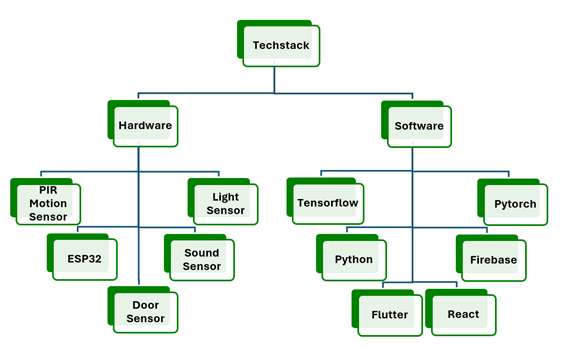 Techstack
Hardware
Software
PIR
Motion
Sensor
Light
Sensor
Tensorflow
Pytorch
ESP32
Sound
Sensor
Python
Firebase
Door
Sensor
Flutter
React